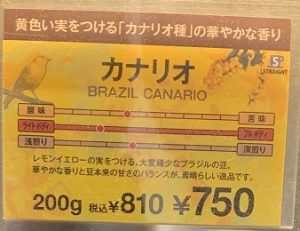 黄色い実をつける「カナリオ種」の華やかな香り
カナリオ
BRAZIL CANARIO
S
STRAIGHT
酸味 苦味
ライトボディ フルボディ
浅煎り 深煎り
レモンイエローの実をつける、大変稀少なブラジルの豆。
華やかな香りと豆本来の甘さのバランスが、素晴らしい逸品です。
200g 税込¥810 ¥750